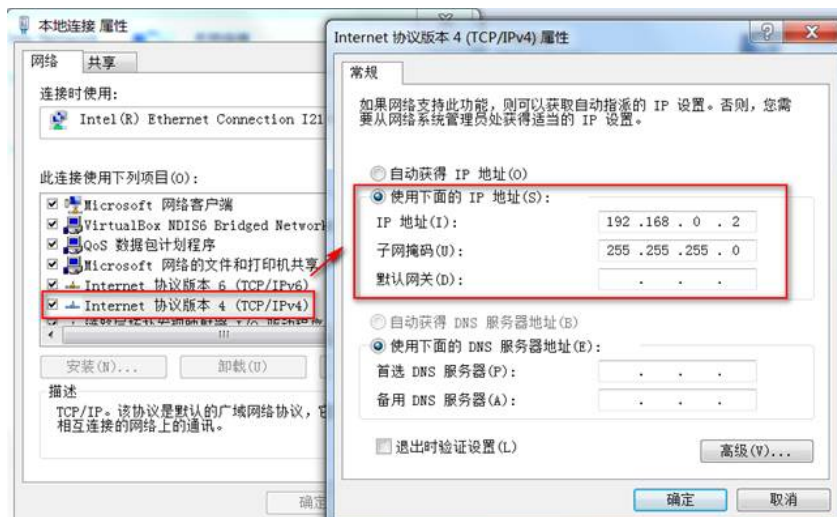 本地连接 属性
网络
共享
连接时使用:
Intel(R) Ethernet Connection I21
此连接使用下列项目(O):
Microsoft 网络客户端
VirtualBox NDIS6 Bridged Network
QoS 数据包计划程序
Microsoft 网络的文件和打印机共享
Internet 协议版本 6 (TCP/IPv6)
Internet 协议版本 4 (TCP/IPv4)
安装(N)...
卸载(U)
描述
TCP/IP。该协议是默认的广域网络协议，它
相互连接的网络上的通讯。
确定
Internet 协议版本 4 (TCP/IPv4) 属性
常规
如果网络支持此功能，则可以获取自动指派的 IP 设置。否则，您需
要从网络系统管理员处获得适当的 IP 设置。
自动获得 IP 地址(O)
使用下面的 IP 地址(S):
IP 地址(I): 192 .168 . 0 . 2
子网掩码(U): 255 .255 .255 . 0
默认网关(D): . . .
自动获得 DNS 服务器地址(B)
使用下面的 DNS 服务器地址(E):
首选 DNS 服务器(P): . . .
备用 DNS 服务器(A): . . .
退出时验证设置(L)
高级(V)...
确定
取消